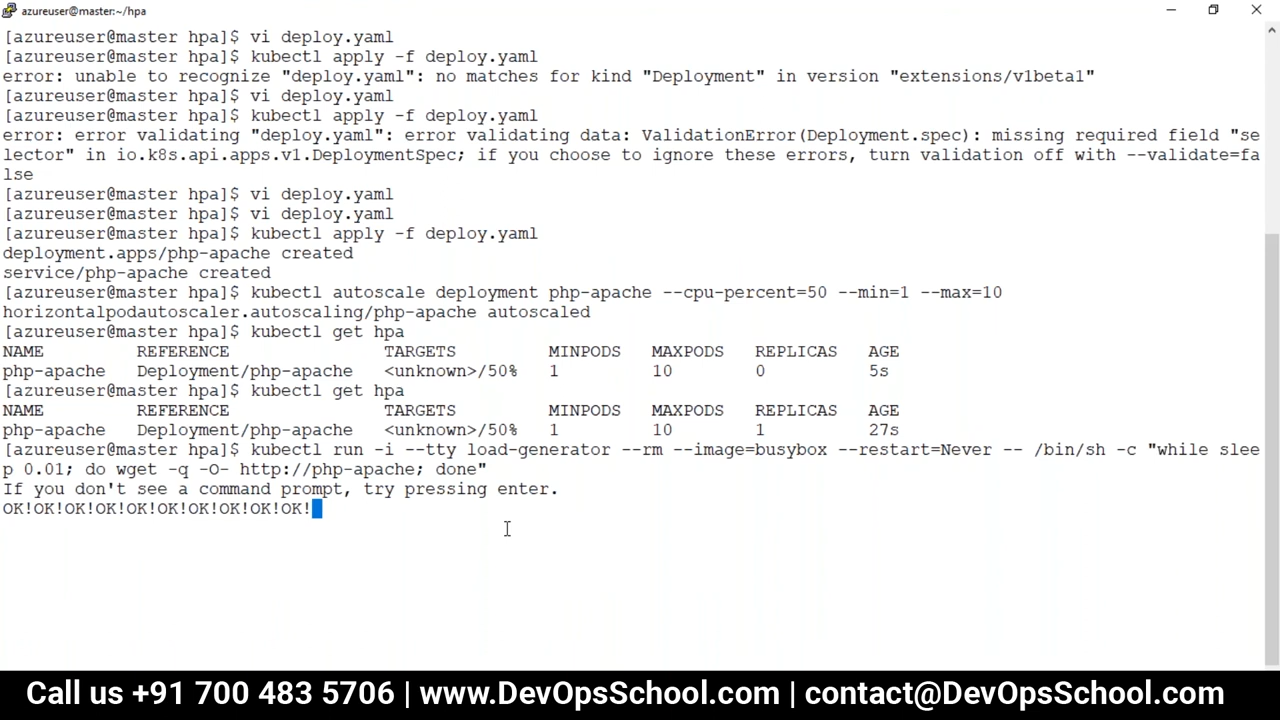 azureuser@master:~/hpa
[azureuser@master hpa]$ vi deploy.yaml
[azureuser@master hpa]$ kubectl apply -f deploy.yaml
error: unable to recognize "deploy.yaml": no matches for kind "Deployment" in version "extensions/v1beta1"
[azureuser@master hpa]$ vi deploy.yaml
[azureuser@master hpa]$ kubectl apply -f deploy.yaml
error: error validating "deploy.yaml": error validating data: ValidationError(Deployment.spec): missing required field "se
lector" in io.k8s.api.apps.v1.DeploymentSpec; if you choose to ignore these errors, turn validation off with --validate=fa
lse
[azureuser@master hpa]$ vi deploy.yaml
[azureuser@master hpa]$ vi deploy.yaml
[azureuser@master hpa]$ kubectl apply -f deploy.yaml
deployment.apps/php-apache created
service/php-apache created
[azureuser@master hpa]$ kubectl autoscale deployment php-apache --cpu-percent=50 --min=1 --max=10
horizontalpodautoscaler.autoscaling/php-apache autoscaled
[azureuser@master hpa]$ kubectl get hpa
NAME REFERENCE TARGETS MINPODS MAXPODS REPLICAS AGE
php-apache Deployment/php-apache <unknown>/50% 1 10 0 5s
[azureuser@master hpa]$ kubectl get hpa
NAME REFERENCE TARGETS MINPODS MAXPODS REPLICAS AGE
php-apache Deployment/php-apache <unknown>/50% 1 10 1 27s
[azureuser@master hpa]$ kubectl run -i --tty load-generator --rm --image=busybox --restart=Never -- /bin/sh -c "while slee
p 0.01; do wget -q -O- http://php-apache; done"
If you don't see a command prompt, try pressing enter.
OK!OK!OK!OK!OK!OK!OK!OK!OK!OK!
Call us +91 700 483 5706 | www.DevOpsSchool.com | contact@DevOpsSchool.com